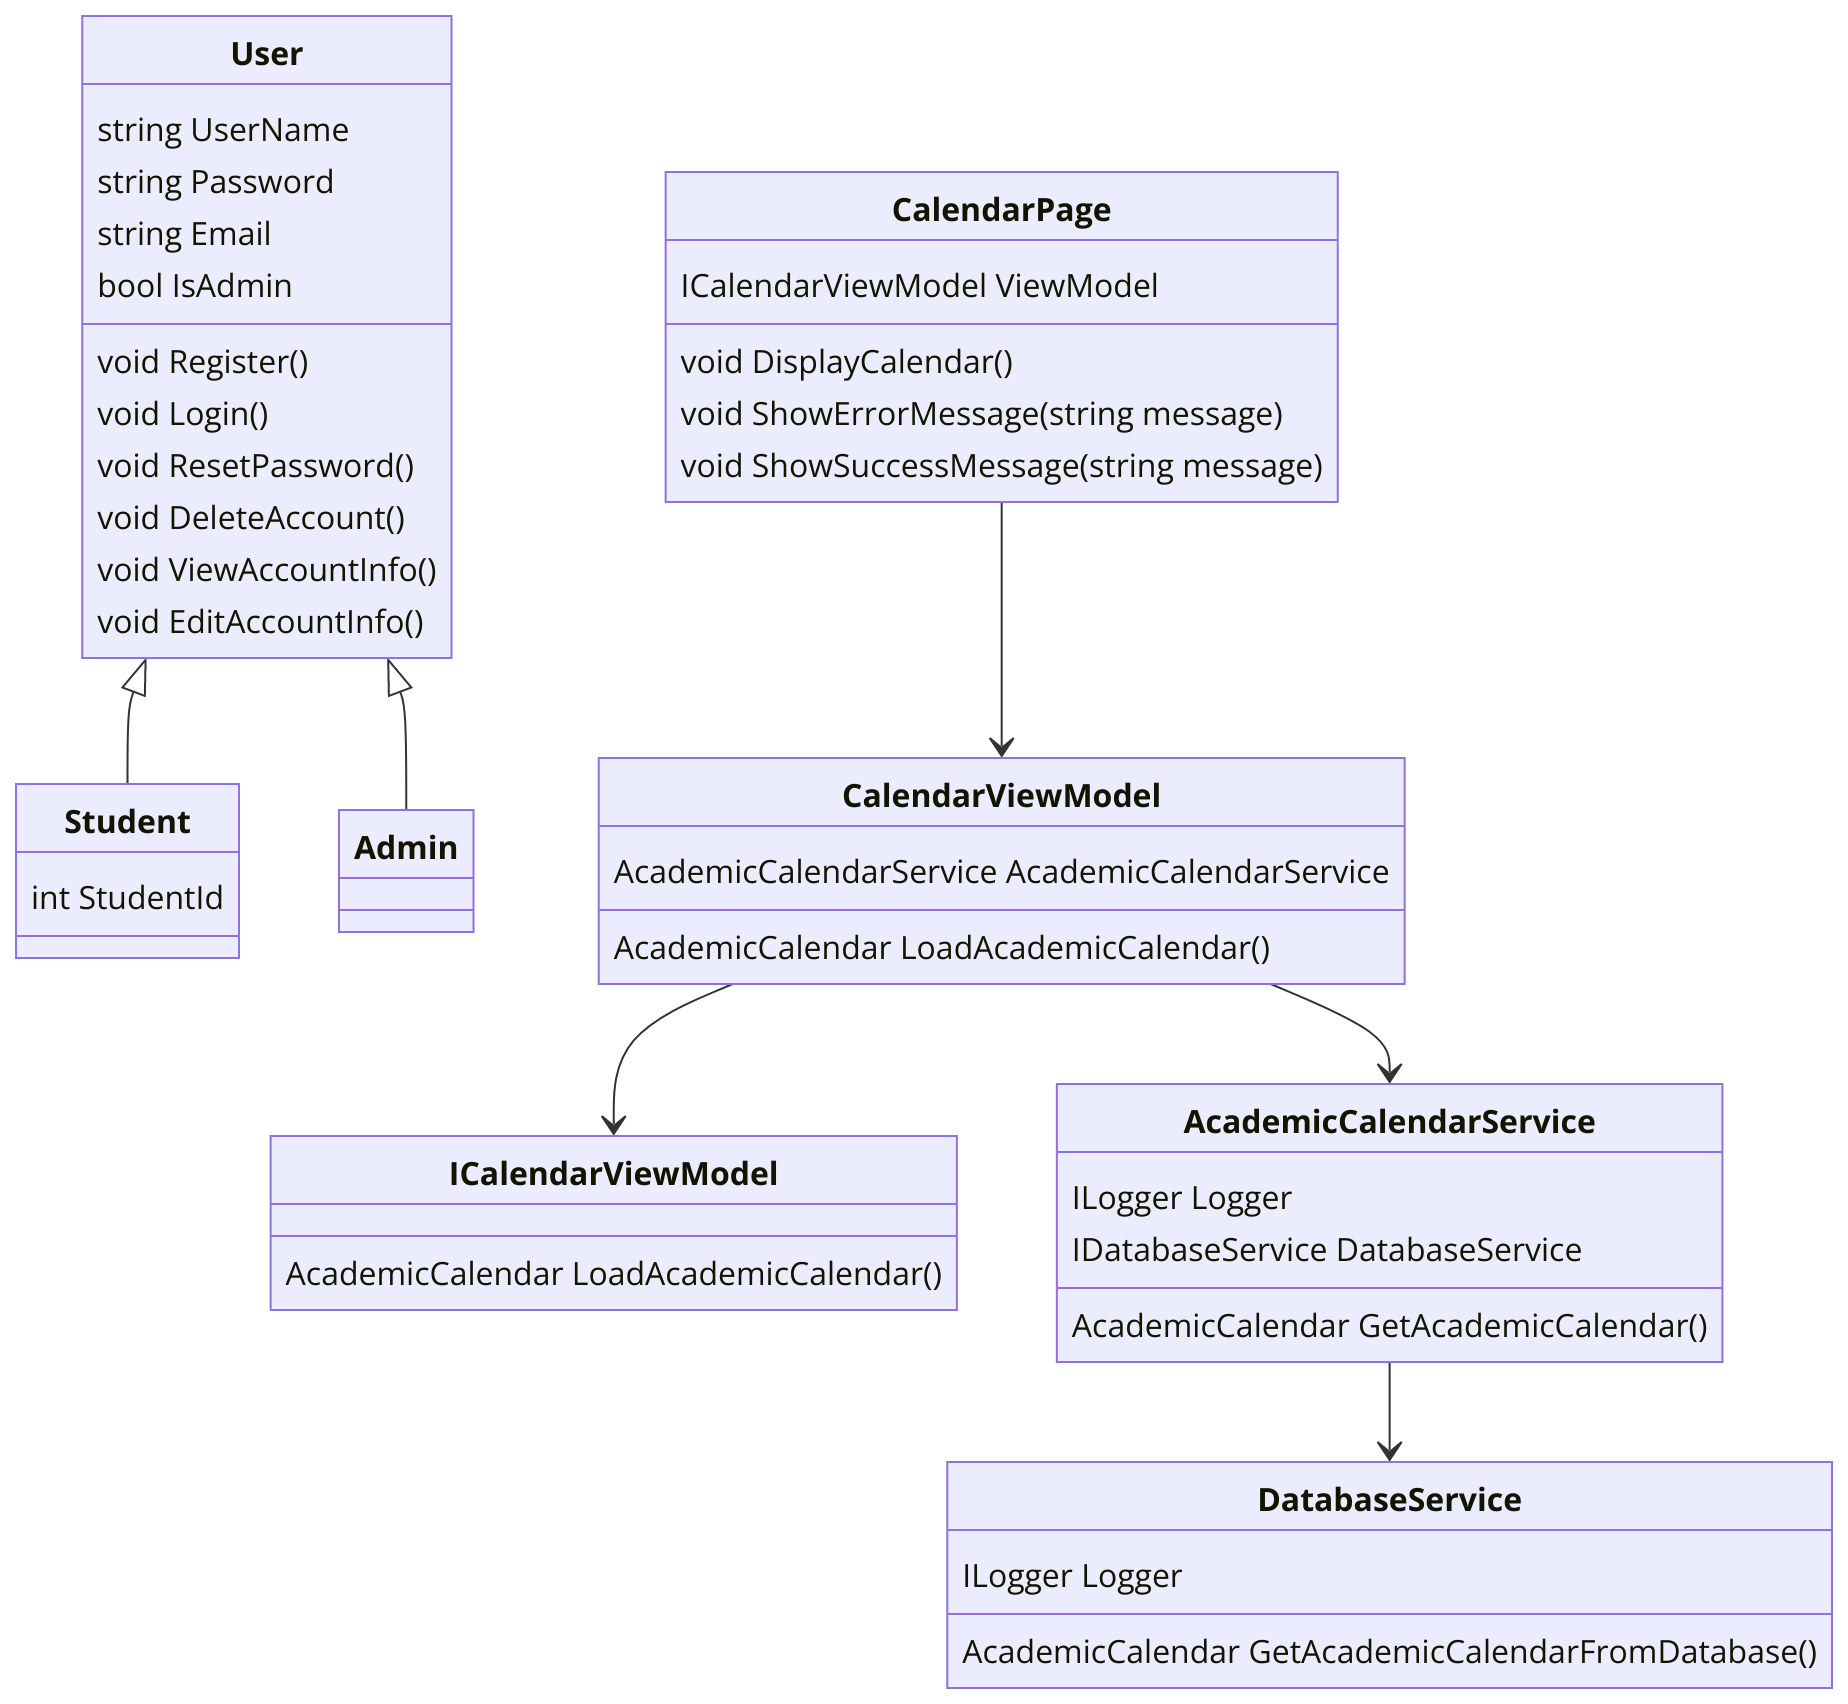 User
string UserName
string Password
string Email
bool IsAdmin
void Register()
void Login()
void ResetPassword()
void DeleteAccount()
void ViewAccountInfo()
void EditAccountInfo()
CalendarPage
ICalendarViewModel ViewModel
void DisplayCalendar()
void ShowErrorMessage(string message)
void ShowSuccessMessage(string message)
Student
int StudentId
Admin
CalendarViewModel
AcademicCalendarService AcademicCalendarService
AcademicCalendar LoadAcademicCalendar()
ICalendarViewModel
AcademicCalendar LoadAcademicCalendar()
AcademicCalendarService
ILogger Logger
IDatabaseService DatabaseService
AcademicCalendar GetAcademicCalendar()
DatabaseService
ILogger Logger
AcademicCalendar GetAcademicCalendarFromDatabase()